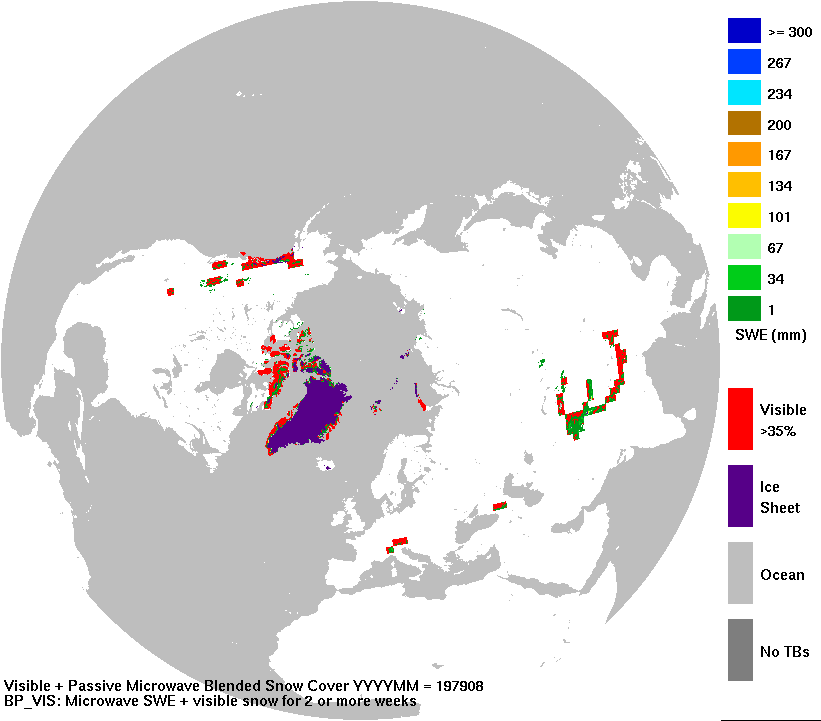 >= 300
267
234
200
167
134
101
67
34
1
SWE (mm)
Visible
>35%
Ice
Sheet
Ocean
No TBs
Visible + Passive Microwave Blended Snow Cover YYYYMM = 197908
BP_VIS: Microwave SWE + visible snow for 2 or more weeks